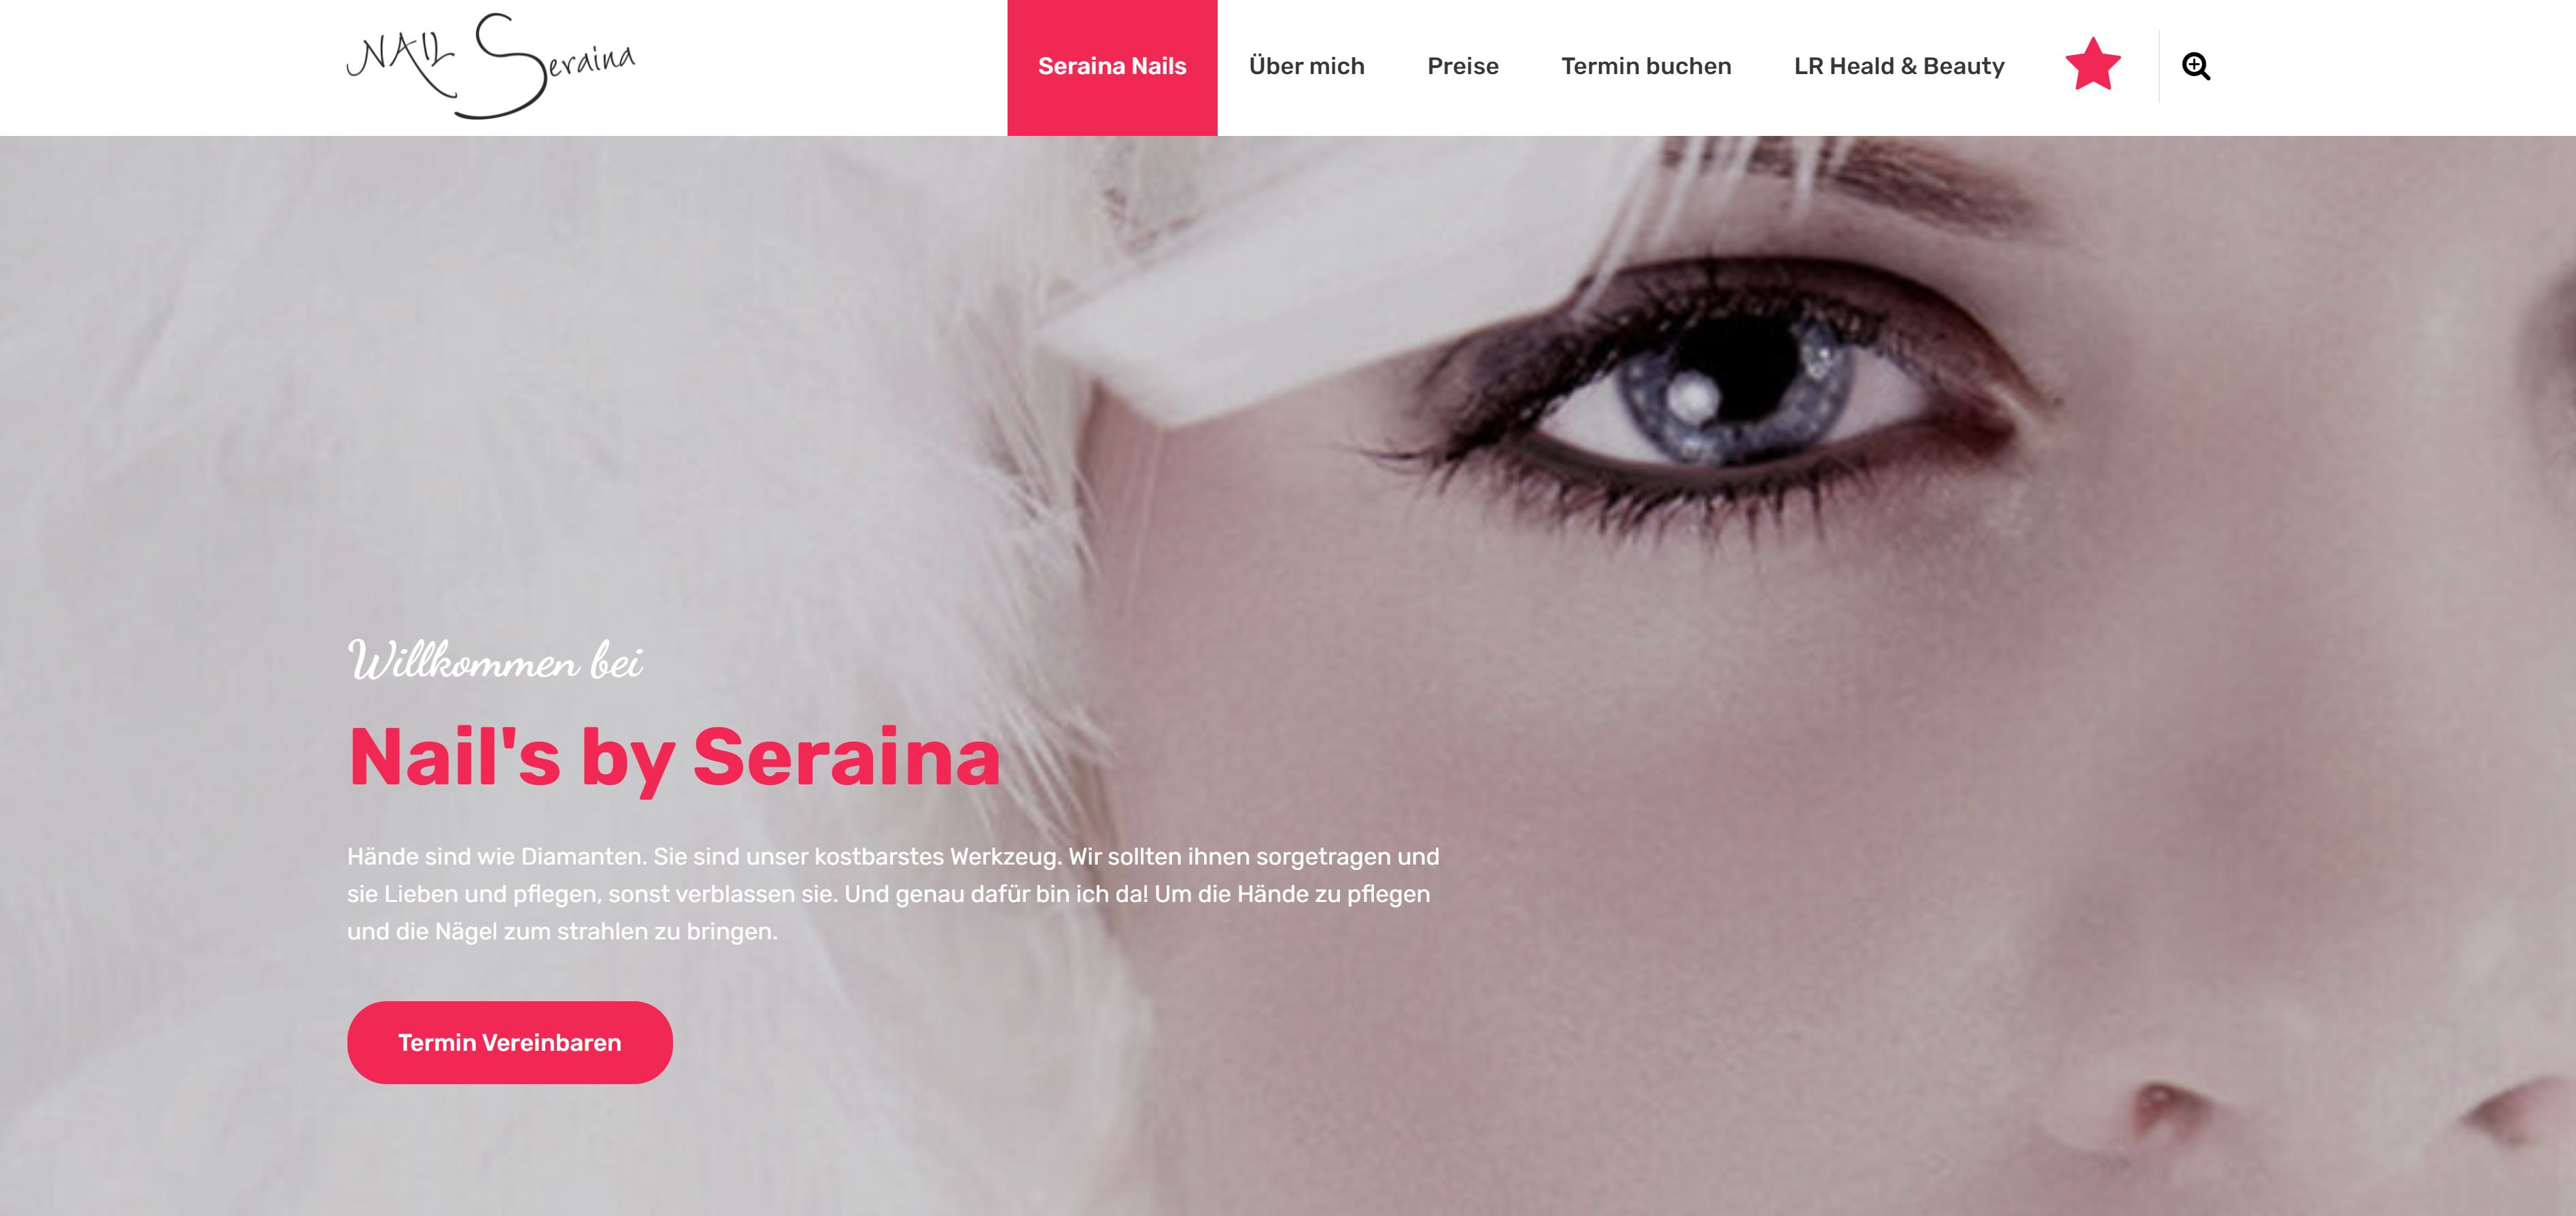 NAIL Seraina
Seraina Nails
Über mich
Preise
Termin buchen
LR Heald & Beauty
Willkommen bei
Nail's by Seraina
Hände sind wie Diamanten. Sie sind unser kostbarstes Werkzeug. Wir sollten ihnen sorgetragen und
sie Lieben und pflegen, sonst verblassen sie. Und genau dafür bin ich da! Um die Hände zu pflegen
und die Nägel zum strahlen zu bringen.
Termin Vereinbaren